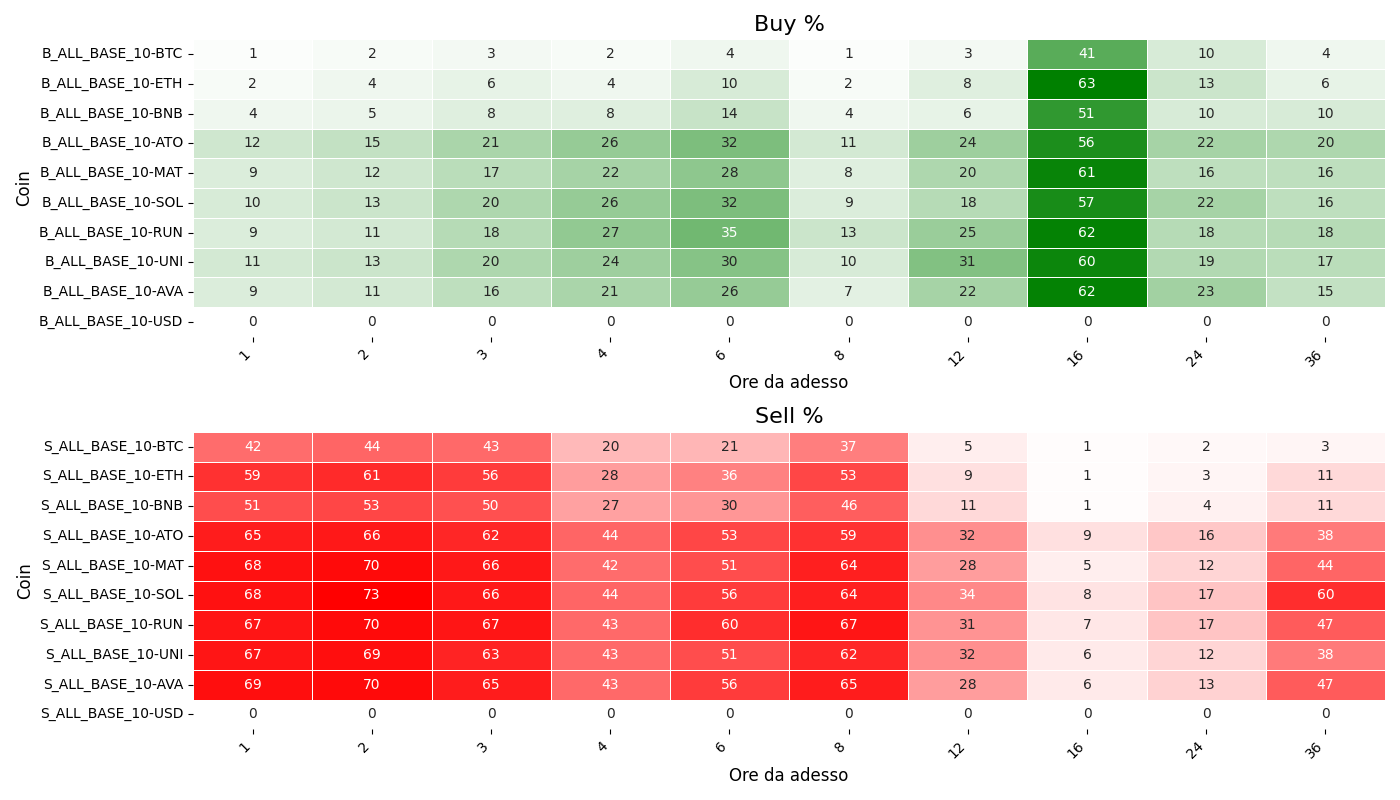 Buy %
Coin
B_ALL_BASE_10-BTC 1 2 3 2 4 1 3 41 10 4
B_ALL_BASE_10-ETH 2 4 6 4 10 2 8 63 13 6
B_ALL_BASE_10-BNB 4 5 8 8 14 4 6 51 10 10
B_ALL_BASE_10-ATO 12 15 21 26 32 11 24 56 22 20
B_ALL_BASE_10-MAT 9 12 17 22 28 8 20 61 16 16
B_ALL_BASE_10-SOL 10 13 20 26 32 9 18 57 22 16
B_ALL_BASE_10-RUN 9 11 18 27 35 13 25 62 18 18
B_ALL_BASE_10-UNI 11 13 20 24 30 10 31 60 19 17
B_ALL_BASE_10-AVA 9 11 16 21 26 7 22 62 23 15
B_ALL_BASE_10-USD 0 0 0 0 0 0 0 0 0 0
1 2 3 4 6 8 12 16 24 36
Ore da adesso
Sell %
Coin
S_ALL_BASE_10-BTC 42 44 43 20 21 37 5 1 2 3
S_ALL_BASE_10-ETH 59 61 56 28 36 53 9 1 3 11
S_ALL_BASE_10-BNB 51 53 50 27 30 46 11 1 4 11
S_ALL_BASE_10-ATO 65 66 62 44 53 59 32 9 16 38
S_ALL_BASE_10-MAT 68 70 66 42 51 64 28 5 12 44
S_ALL_BASE_10-SOL 68 73 66 44 56 64 34 8 17 60
S_ALL_BASE_10-RUN 67 70 67 43 60 67 31 7 17 47
S_ALL_BASE_10-UNI 67 69 63 43 51 62 32 6 12 38
S_ALL_BASE_10-AVA 69 70 65 43 56 65 28 6 13 47
S_ALL_BASE_10-USD 0 0 0 0 0 0 0 0 0 0
1 2 3 4 6 8 12 16 24 36
Ore da adesso